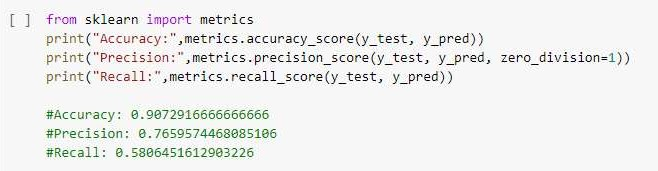 [ ] from sklearn import metrics
print("Accuracy:",metrics.accuracy_score(y_test, y_pred))
print("Precision:",metrics.precision_score(y_test, y_pred, zero_division=1))
print("Recall:",metrics.recall_score(y_test, y_pred))
#Accuracy: 0.9072916666666666
#Precision: 0.7659574468085106
#Recall: 0.5806451612903226